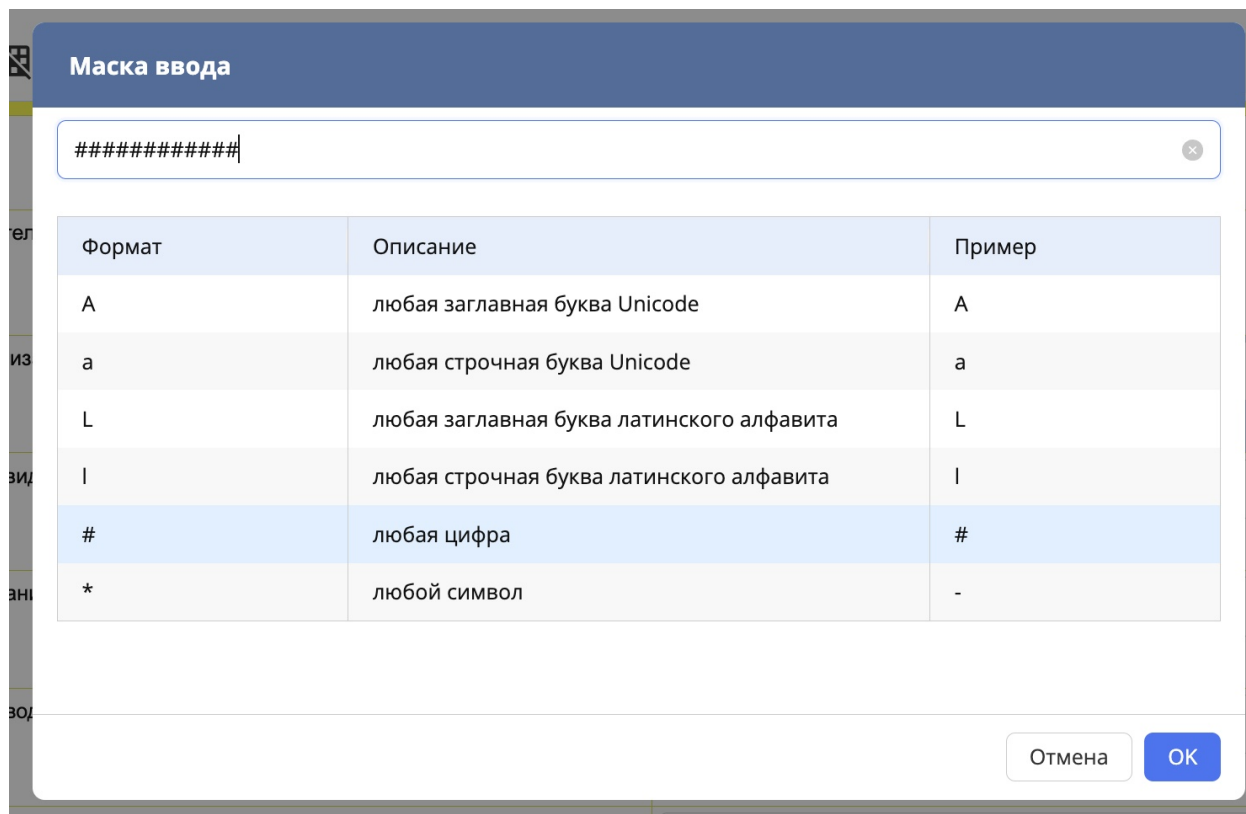 Маска ввода
############
Формат Описание Пример
A любая заглавная буква Unicode A
a любая строчная буква Unicode a
L любая заглавная буква латинского алфавита L
l любая строчная буква латинского алфавита l
# любая цифра #
* любой символ -
Отмена OK